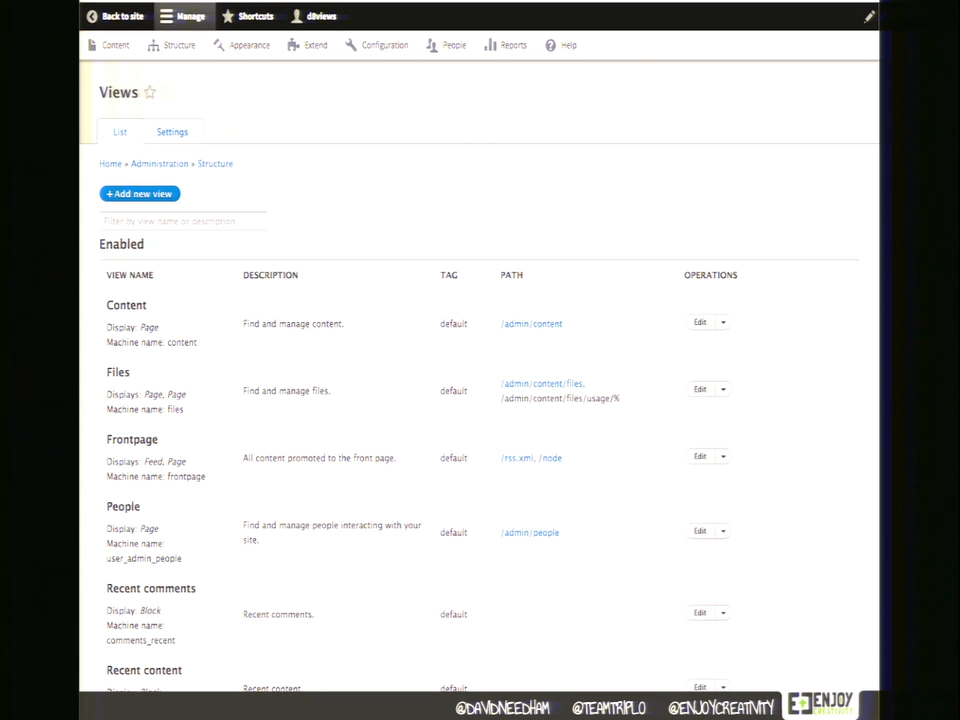 Back to site Manage Shortcuts d8views
Content Structure Appearance Extend Configuration People Reports Help
Views
List Settings
Home » Administration » Structure
+ Add new view
Filter by view name or description
Enabled
VIEW NAME DESCRIPTION TAG PATH OPERATIONS
Content
Display: Page
Machine name: content
Find and manage content. default /admin/content Edit
Files
Displays: Page, Page
Machine name: files
Find and manage files. default /admin/content/files, /admin/content/files/usage/% Edit
Frontpage
Displays: Feed, Page
Machine name: frontpage
All content promoted to the front page. default /rss.xml, /node Edit
People
Display: Page
Machine name:
user_admin_people
Find and manage people interacting with your
site.
default /admin/people Edit
Recent comments
Display: Block
Machine name:
comments_recent
Recent comments. default Edit
Recent content
Display: Block
Recent content. default Edit
@DAVIDNEEDHAM @TEAMTRIPLO @ENJOYCREATIVITY ENJOY
CREATIVITY